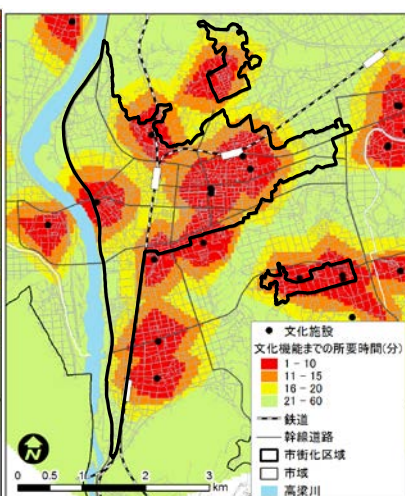 文化施設
文化機能までの所要時間(分)
1 - 10
11 - 15
16 - 20
21 - 60
鉄道
幹線道路
市街化区域
市域
高梁川
0 0.5 1 2 3
km